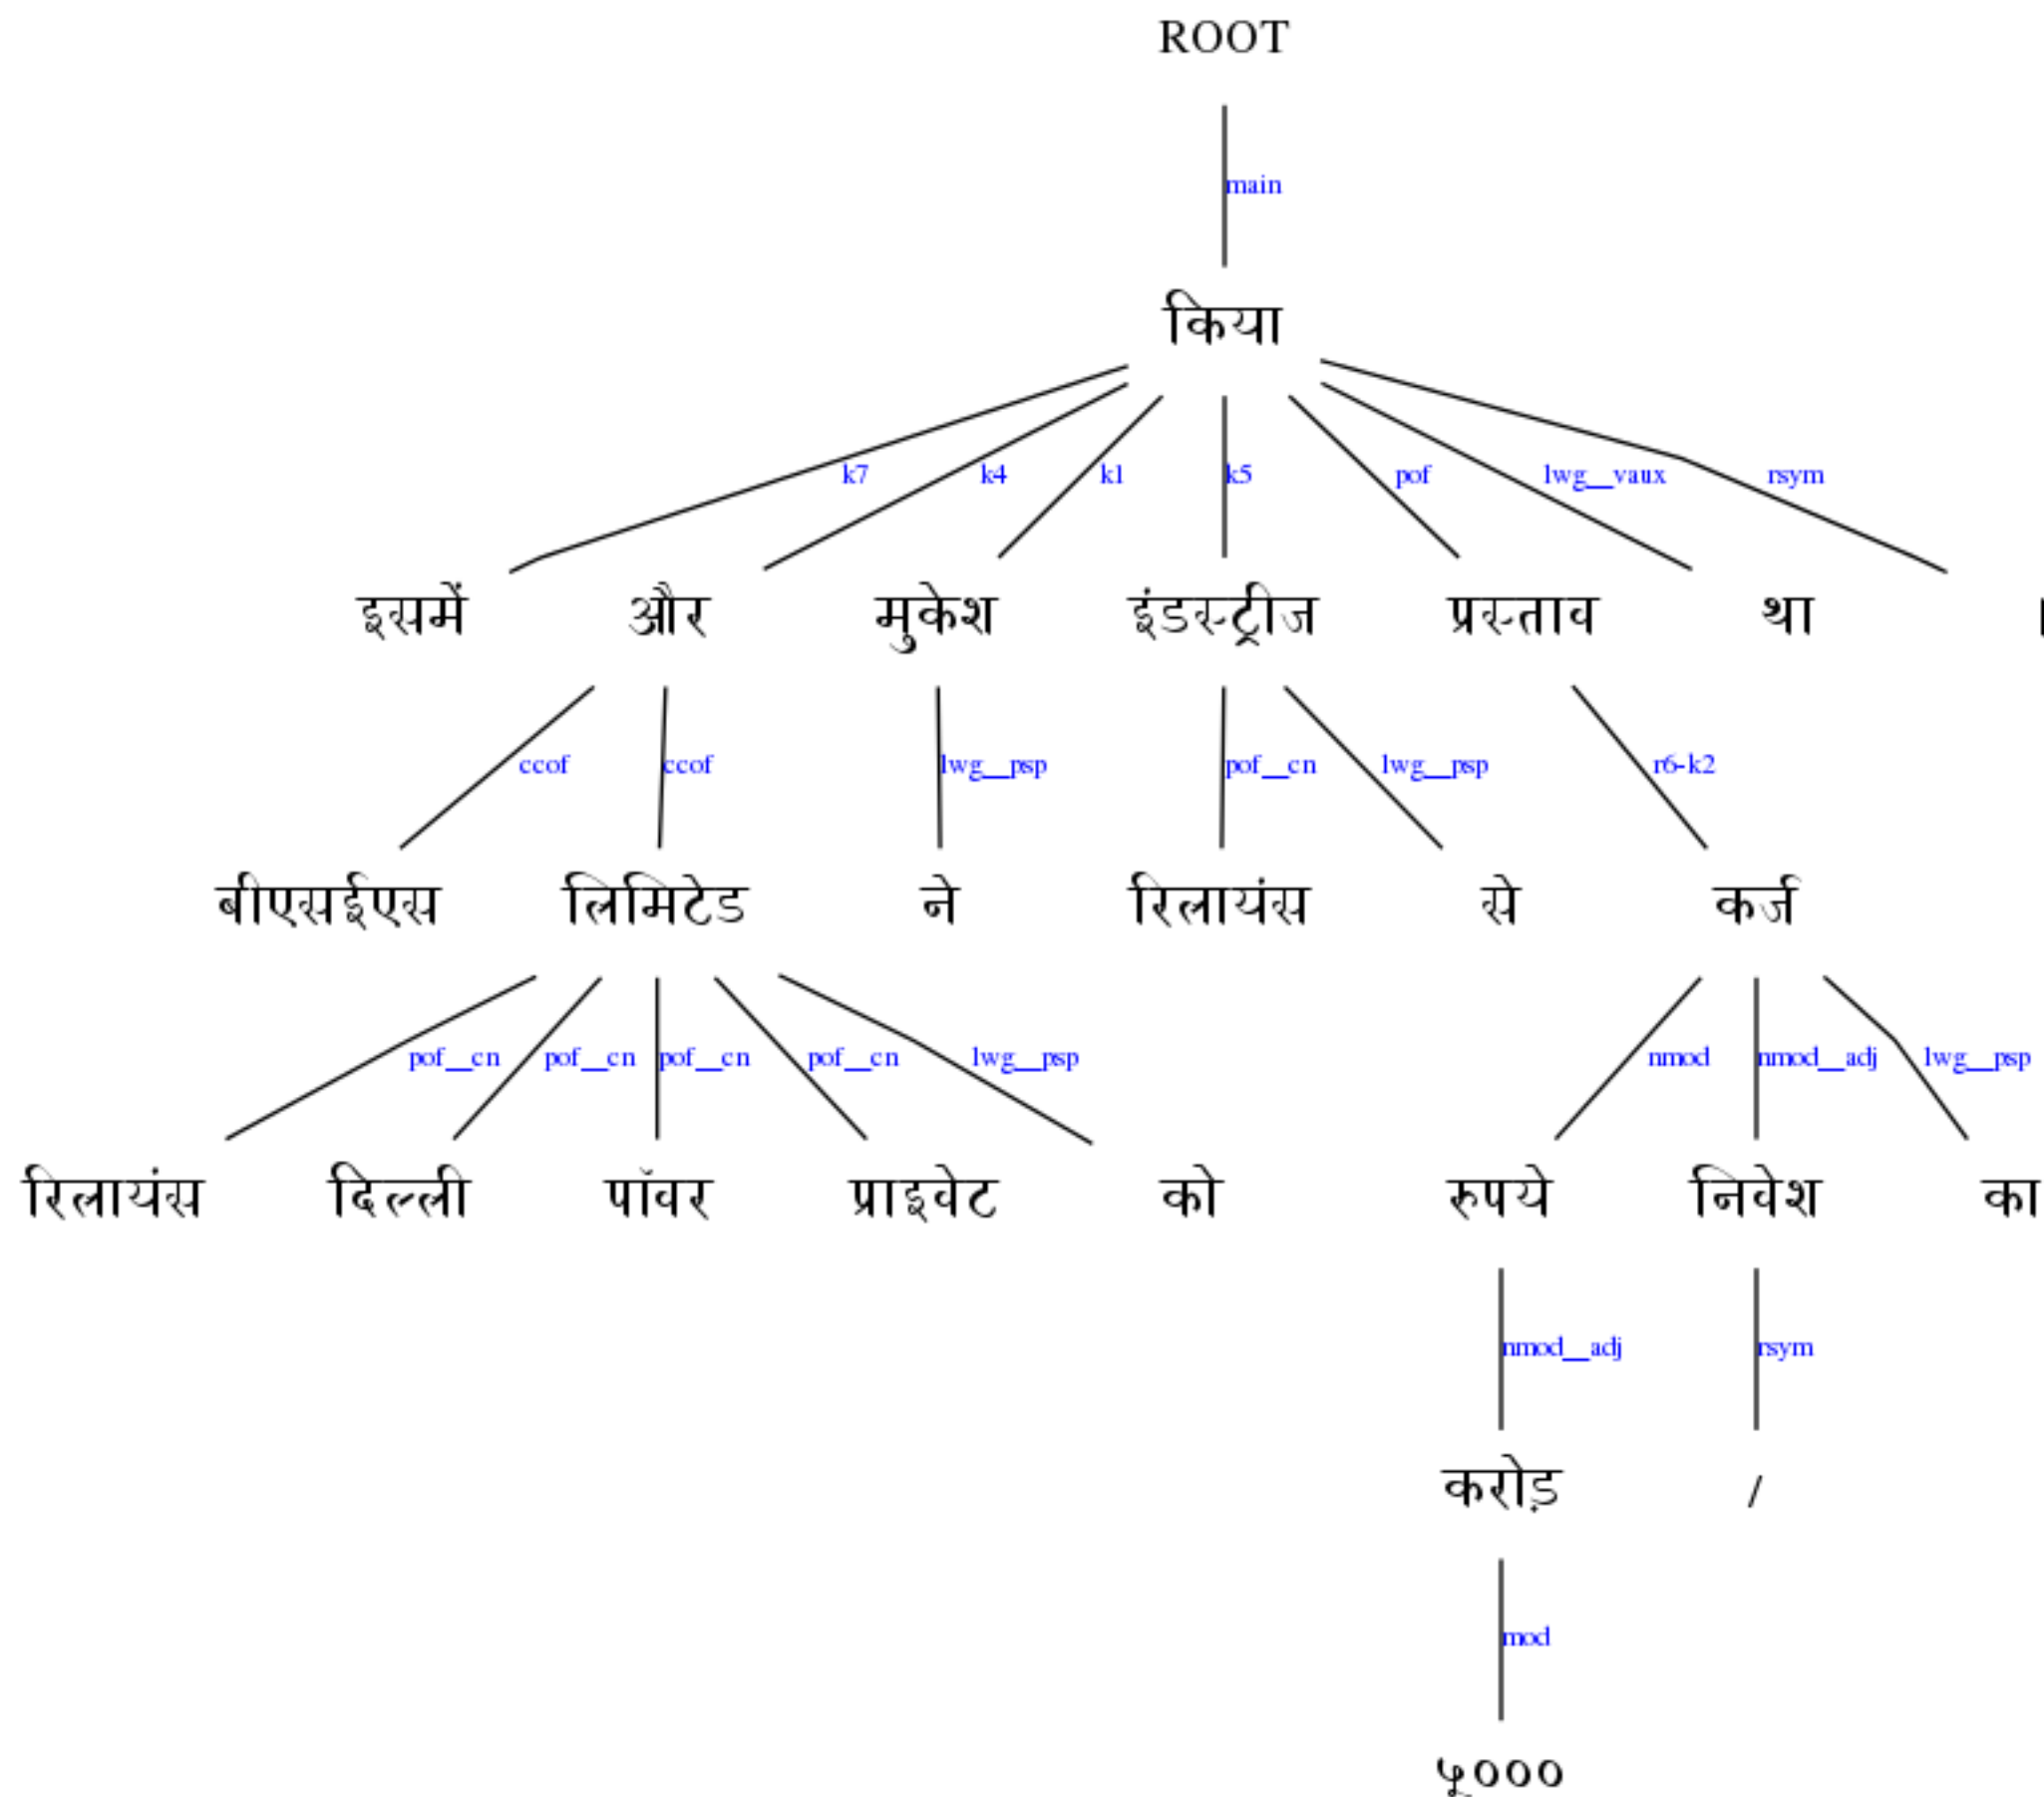 ROOT
main
किया
k7 k4 k1 k5 pof lwg__vaux rsym
इसमें और मुकेश इंडस्ट्रीज प्रस्ताव था ।
ccof ccof lwg__psp pof__cn lwg__psp r6-k2
बीएसईएस लिमिटेड ने रिलायंस से कर्ज
pof__cn pof__cn pof__cn pof__cn lwg__psp nmod nmod__adj lwg__psp
रिलायंस दिल्ली पॉवर प्राइवेट को रुपये निवेश का
nmod__adj rsym
करोड़ /
mod
५०००